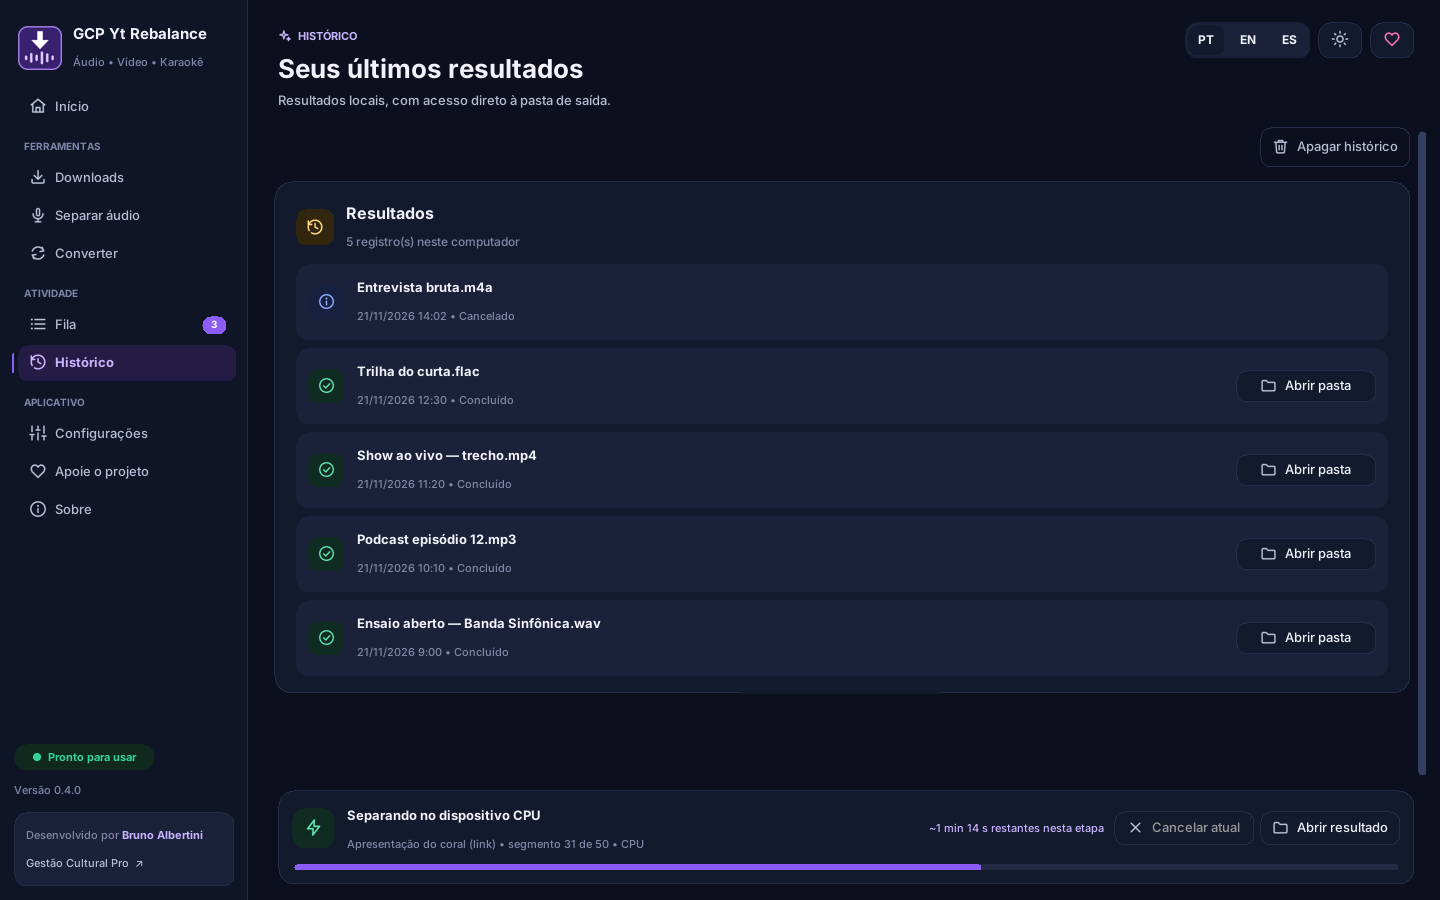 GCP Yt Rebalance
Áudio • Vídeo • Karaokê
Início
FERRAMENTAS
Downloads
Separar áudio
Converter
ATIVIDADE
Fila
3
Histórico
APLICATIVO
Configurações
Apoie o projeto
Sobre
Pronto para usar
Versão 0.4.0
Desenvolvido por Bruno Albertini
Gestão Cultural Pro ↗
HISTÓRICO
Seus últimos resultados
Resultados locais, com acesso direto à pasta de saída.
PT EN ES
Apagar histórico
Resultados
5 registro(s) neste computador
Entrevista bruta.m4a
21/11/2026 14:02 • Cancelado
Trilha do curta.flac
21/11/2026 12:30 • Concluído
Abrir pasta
Show ao vivo — trecho.mp4
21/11/2026 11:20 • Concluído
Abrir pasta
Podcast episódio 12.mp3
21/11/2026 10:10 • Concluído
Abrir pasta
Ensaio aberto — Banda Sinfônica.wav
21/11/2026 9:00 • Concluído
Abrir pasta
Separando no dispositivo CPU
Apresentação do coral (link) • segmento 31 de 50 • CPU
~1 min 14 s restantes nesta etapa
Cancelar atual
Abrir resultado